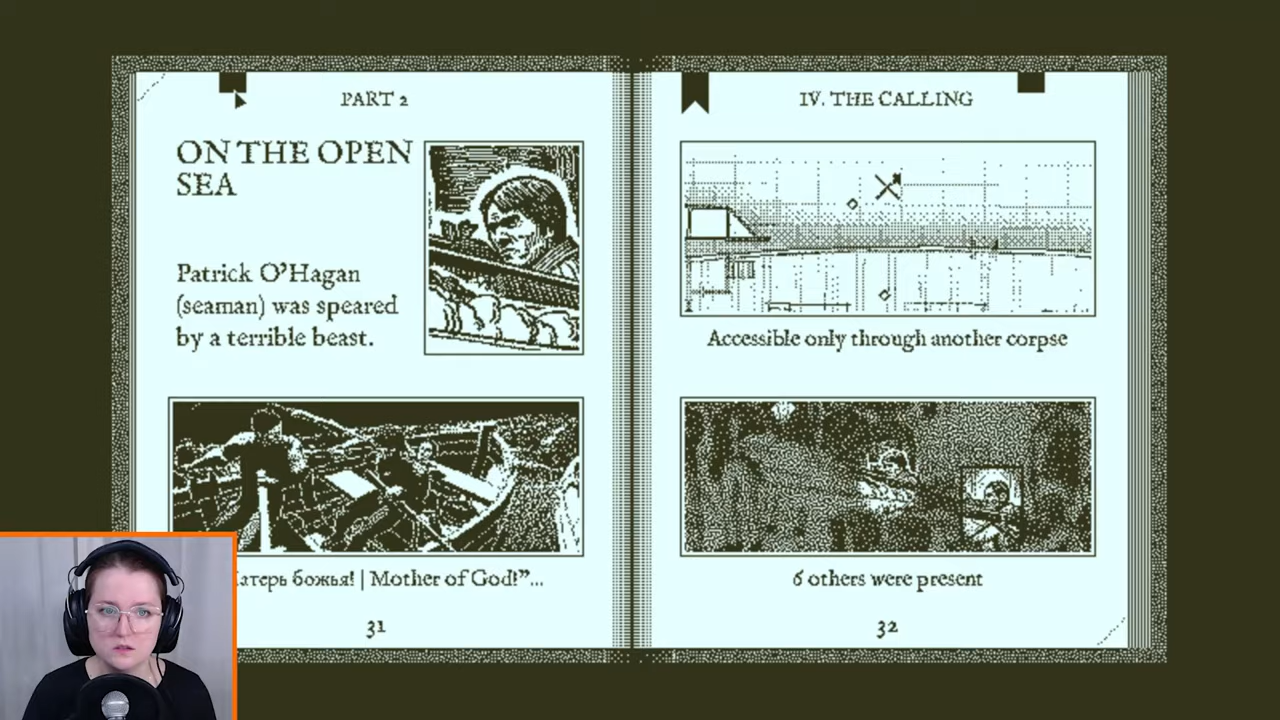 PART 2
ON THE OPEN
SEA
Patrick O'Hagan
(seaman) was speared
by a terrible beast.
божья! | Mother of God!"...
31
IV. THE CALLING
Accessible only through another corpse
6 others were present
32